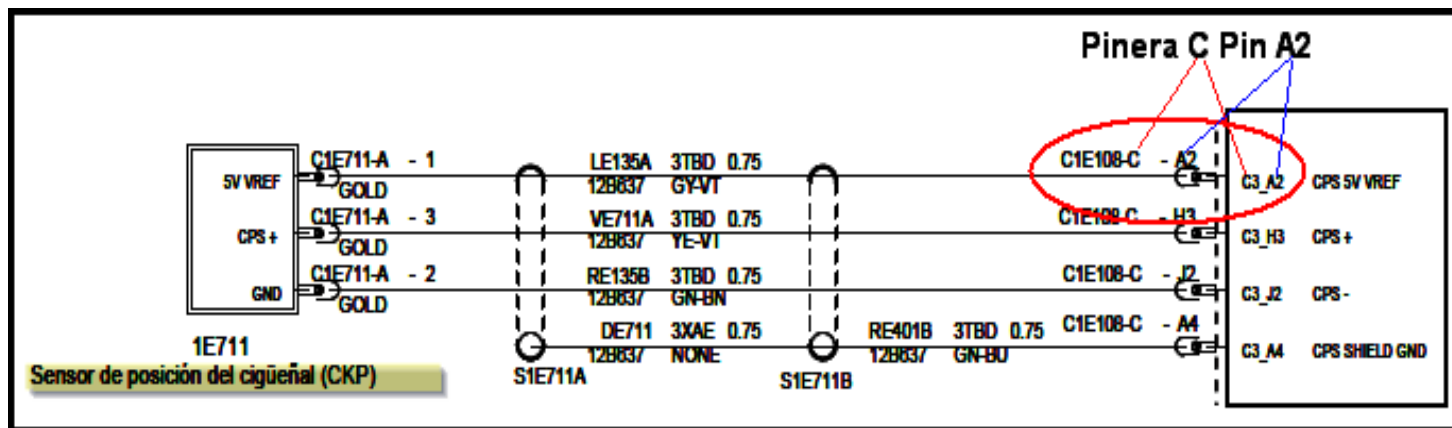 Pinera C Pin A2
C1E711-A - 1 LE135A 3TBD 0.75 C1E108-C - A2
5V VREF GOLD 12B637 GY-VT C3_A2 CPS 5V VREF
C1E711-A - 3 VE711A 3TBD 0.75 C1E108-C - H3
CPS + GOLD 12B637 YE-VT C3_H3 CPS +
C1E711-A - 2 RE135B 3TBD 0.75 C1E108-C - J2
GND GOLD 12B637 GN-BN C3_J2 CPS -
DE711 3XAE 0.75 RE401B 3TBD 0.75 C1E108-C - A4
1E711 12B637 NONE 12B637 GN-BU C3_A4 CPS SHIELD GND
Sensor de posición del cigüeñal (CKP) S1E711A S1E711B